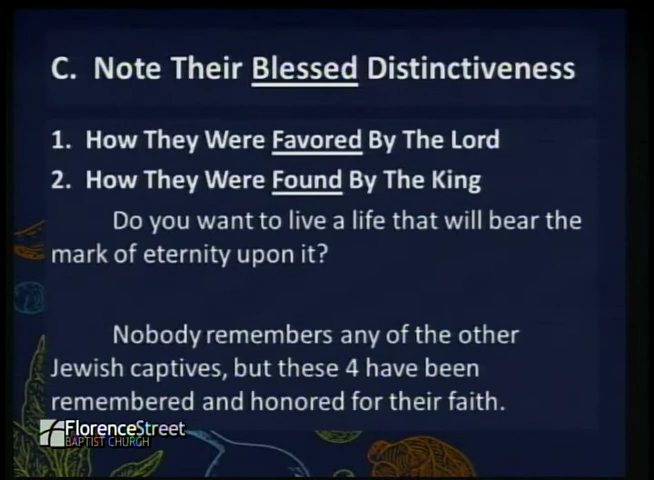 C. Note Their Blessed Distinctiveness
1. How They Were Favored By The Lord
2. How They Were Found By The King
Do you want to live a life that will bear the
mark of eternity upon it?
Nobody remembers any of the other
Jewish captives, but these 4 have been
remembered and honored for their faith.
FlorenceStreet
BAPTIST CHURCH